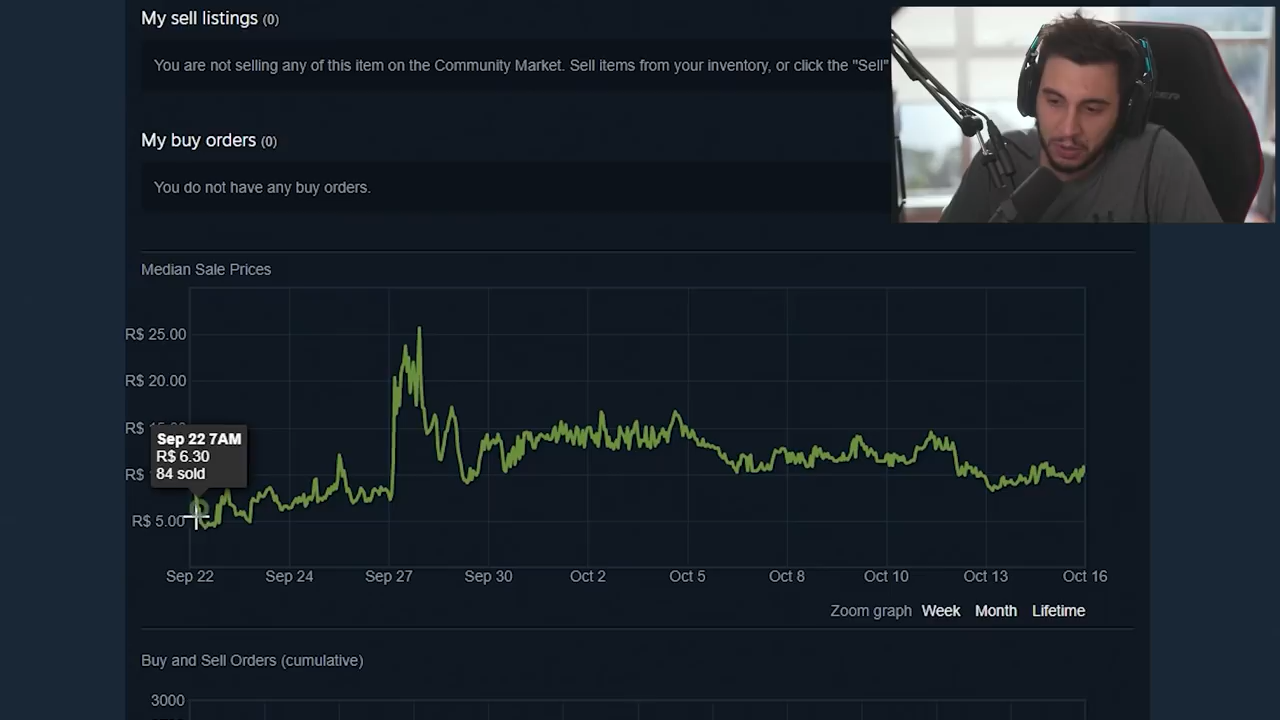 My sell listings (0)
You are not selling any of this item on the Community Market. Sell items from your inventory, or click the "Sell"
My buy orders (0)
You do not have any buy orders.
Median Sale Prices
R$ 25.00
R$ 20.00
R$
Sep 22 7AM
R$ 6.30
84 sold
R$
R$ 5.00
Sep 22 Sep 24 Sep 27 Sep 30 Oct 2 Oct 5 Oct 8 Oct 10 Oct 13 Oct 16
Zoom graph Week Month Lifetime
Buy and Sell Orders (cumulative)
3000